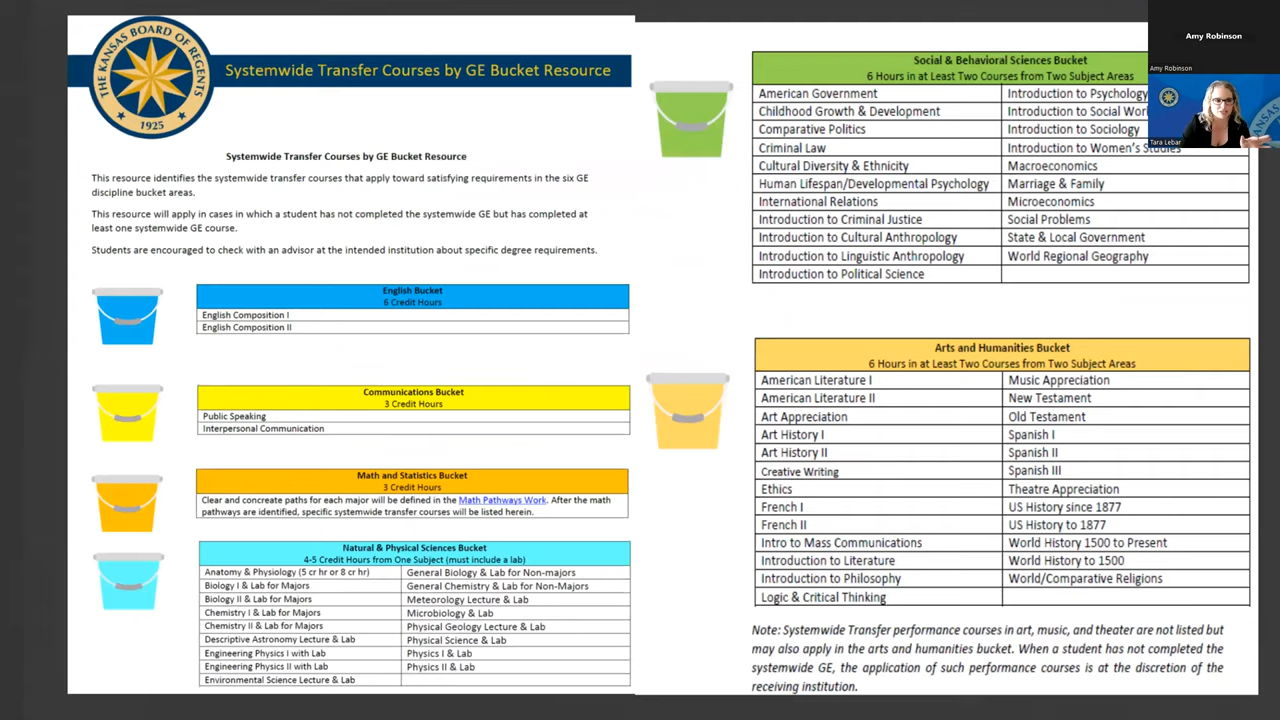 THE KANSAS BOARD OF REGENTS
1925
Systemwide Transfer Courses by GE Bucket Resource
Systemwide Transfer Courses by GE Bucket Resource
This resource identifies the systemwide transfer courses that apply toward satisfying requirements in the six GE
discipline bucket areas.
This resource will apply in cases in which a student has not completed the systemwide GE but has completed at
least one systemwide GE course.
Students are encouraged to check with an advisor at the intended institution about specific degree requirements.
English Bucket
6 Credit Hours
English Composition I
English Composition II
Communications Bucket
3 Credit Hours
Public Speaking
Interpersonal Communication
Math and Statistics Bucket
3 Credit Hours
Clear and concreate paths for each major will be defined in the Math Pathways Work. After the math
pathways are identified, specific systemwide transfer courses will be listed herein.
Natural & Physical Sciences Bucket
4-5 Credit Hours from One Subject (must include a lab)
Anatomy & Physiology (5 cr hr or 8 cr hr) General Biology & Lab for Non-majors
Biology I & Lab for Majors General Chemistry & Lab for Non-Majors
Biology II & Lab for Majors Meteorology Lecture & Lab
Chemistry I & Lab for Majors Microbiology & Lab
Chemistry II & Lab for Majors Physical Geology Lecture & Lab
Descriptive Astronomy Lecture & Lab Physical Science & Lab
Engineering Physics I with Lab Physics I & Lab
Engineering Physics II with Lab Physics II & Lab
Environmental Science Lecture & Lab
Social & Behavioral Sciences Bucket
6 Hours in at Least Two Courses from Two Subject Areas
American Government Introduction to Psychology
Childhood Growth & Development Introduction to Social Work
Comparative Politics Introduction to Sociology
Criminal Law Introduction to Women's Studies
Cultural Diversity & Ethnicity Macroeconomics
Human Lifespan/Developmental Psychology Marriage & Family
International Relations Microeconomics
Introduction to Criminal Justice Social Problems
Introduction to Cultural Anthropology State & Local Government
Introduction to Linguistic Anthropology World Regional Geography
Introduction to Political Science
Arts and Humanities Bucket
6 Hours in at Least Two Courses from Two Subject Areas
American Literature I Music Appreciation
American Literature II New Testament
Art Appreciation Old Testament
Art History I Spanish I
Art History II Spanish II
Creative Writing Spanish III
Ethics Theatre Appreciation
French I US History since 1877
French II US History to 1877
Intro to Mass Communications World History 1500 to Present
Introduction to Literature World History to 1500
Introduction to Philosophy World/Comparative Religions
Logic & Critical Thinking
Note: Systemwide Transfer performance courses in art, music, and theater are not listed but
may also apply in the arts and humanities bucket. When a student has not completed the
systemwide GE, the application of such performance courses is at the discretion of the
receiving institution.
Amy Robinson
Amy Robinson
Tara Lebar